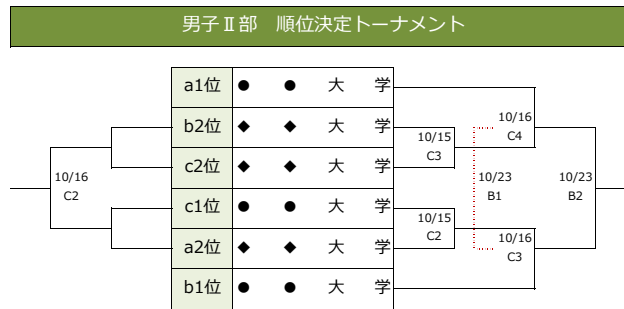 男子Ⅱ部　順位決定トーナメント
a1位 ● ● 大 学
b2位 ◆ ◆ 大 学
c2位 ◆ ◆ 大 学
c1位 ● ● 大 学
a2位 ◆ ◆ 大 学
b1位 ● ● 大 学
10/16
C2
10/15
C3
10/15
C2
10/16
C4
10/23
B1
10/16
C3
10/23
B2